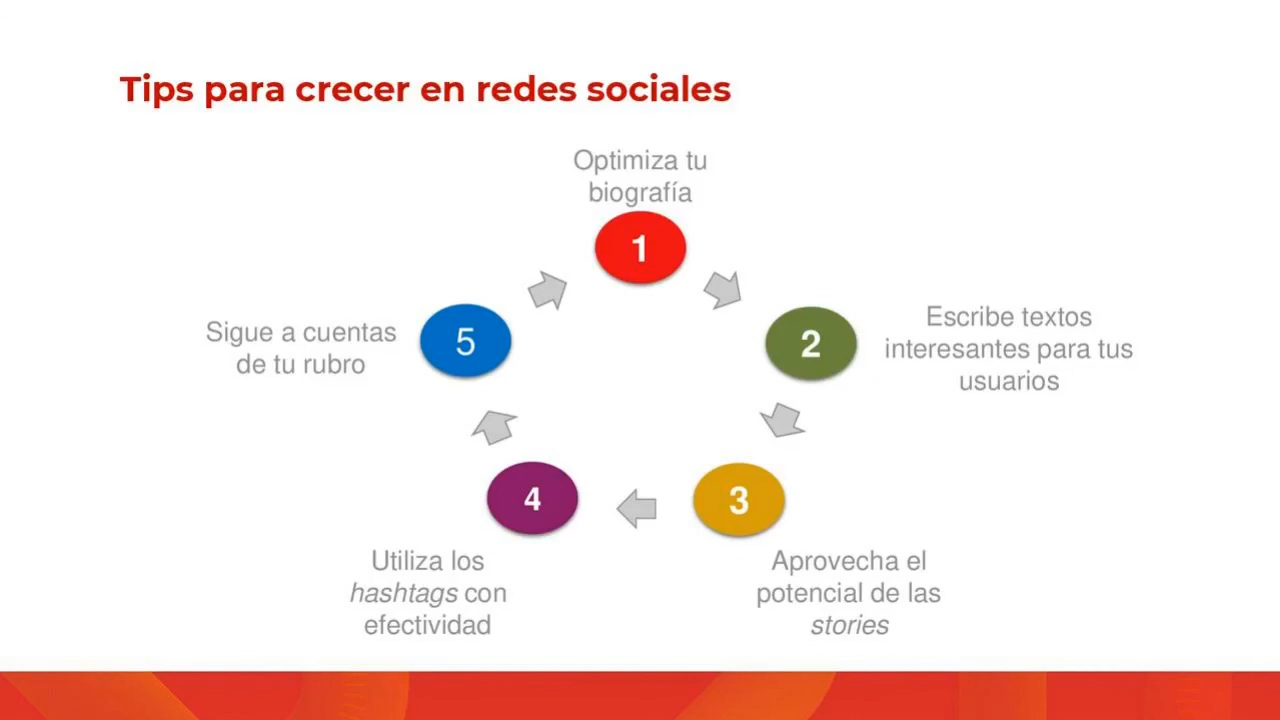 Tips para crecer en redes sociales
Optimiza tu
biografía
1
2
Escribe textos
interesantes para tus
usuarios
3
Aprovecha el
potencial de las
stories
4
Utiliza los
hashtags con
efectividad
5
Sigue a cuentas
de tu rubro